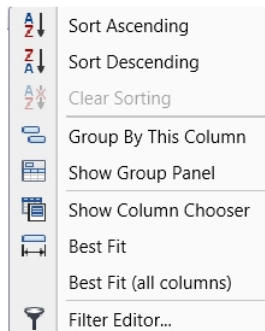 Sort Ascending
Sort Descending
Clear Sorting
Group By This Column
Show Group Panel
Show Column Chooser
Best Fit
Best Fit (all columns)
Filter Editor...